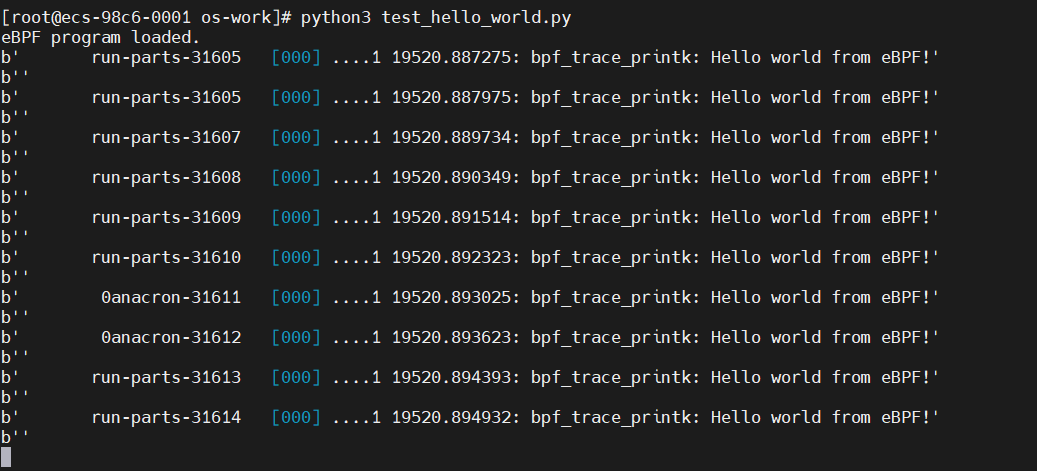 [root@ecs-98c6-0001 os-work]# python3 test_hello_world.py
eBPF program loaded.
b'       run-parts-31605   [000] ....1 19520.887275: bpf_trace_printk: Hello world from eBPF!'
b''
b'       run-parts-31605   [000] ....1 19520.887975: bpf_trace_printk: Hello world from eBPF!'
b''
b'       run-parts-31607   [000] ....1 19520.889734: bpf_trace_printk: Hello world from eBPF!'
b''
b'       run-parts-31608   [000] ....1 19520.890349: bpf_trace_printk: Hello world from eBPF!'
b''
b'       run-parts-31609   [000] ....1 19520.891514: bpf_trace_printk: Hello world from eBPF!'
b''
b'       run-parts-31610   [000] ....1 19520.892323: bpf_trace_printk: Hello world from eBPF!'
b''
b'        0anacron-31611   [000] ....1 19520.893025: bpf_trace_printk: Hello world from eBPF!'
b''
b'        0anacron-31612   [000] ....1 19520.893623: bpf_trace_printk: Hello world from eBPF!'
b''
b'       run-parts-31613   [000] ....1 19520.894393: bpf_trace_printk: Hello world from eBPF!'
b''
b'       run-parts-31614   [000] ....1 19520.894932: bpf_trace_printk: Hello world from eBPF!'
b''